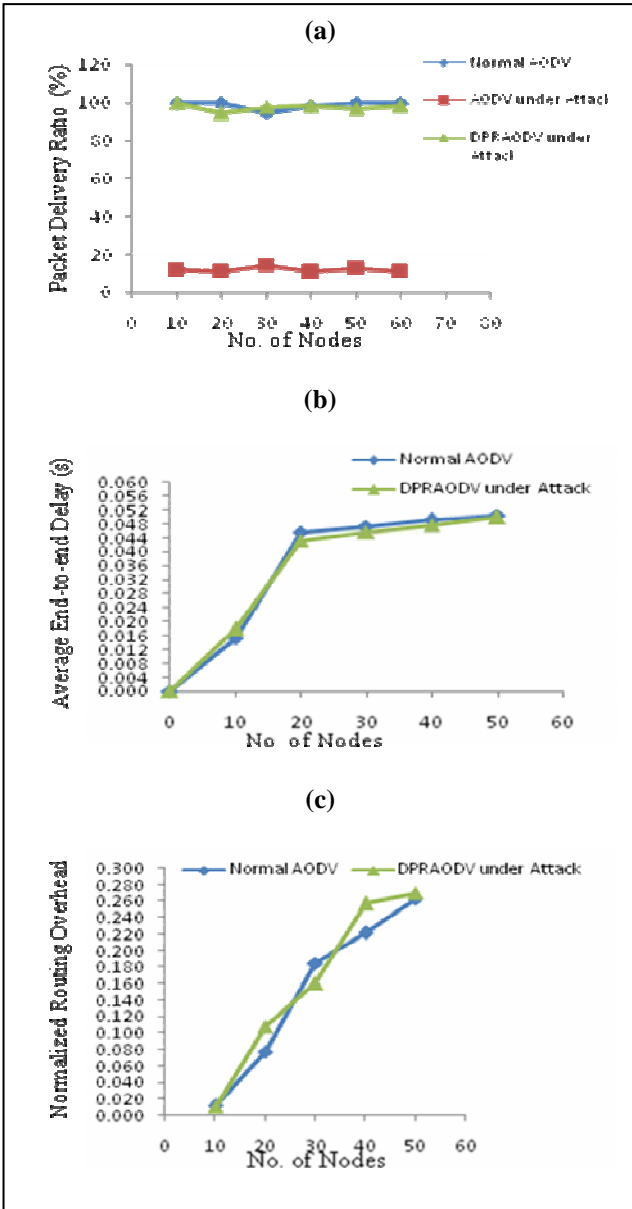 (a)
Packet Delivery Ratio (%)
120
100
80
60
40
20
0
0 10 20 30 40 50 60 70 80
No. of Nodes
Normal AODV
AODV under Attack
DPRAODV under
Attack
(b)
Average End-to-end Delay (s)
Normal AODV
DPRAODV under Attack
0.060
0.056
0.052
0.048
0.044
0.040
0.036
0.032
0.028
0.024
0.020
0.016
0.012
0.008
0.004
0.000
0 10 20 30 40 50 60
No. of Nodes
(c)
Normalized Routing Overhead
Normal AODV
DPRAODV under Attack
0.300
0.280
0.260
0.240
0.220
0.200
0.180
0.160
0.140
0.120
0.100
0.080
0.060
0.040
0.020
0.000
0 10 20 30 40 50 60
No. of Nodes